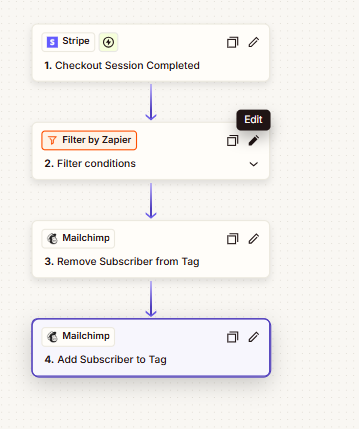 Stripe
1. Checkout Session Completed
Edit
Filter by Zapier
2. Filter conditions
Mailchimp
3. Remove Subscriber from Tag
Mailchimp
4. Add Subscriber to Tag